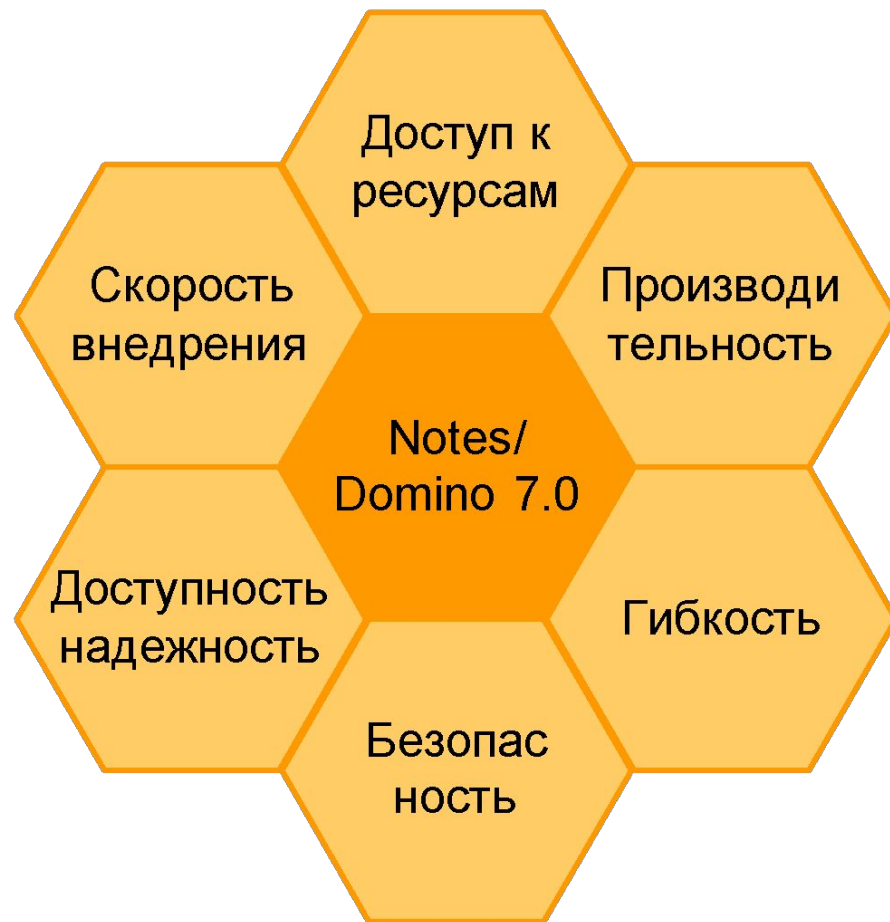 Доступ к
ресурсам
Скорость
внедрения
Производи
тельность
Notes/
Domino 7.0
Доступность
надежность
Гибкость
Безопас
ность